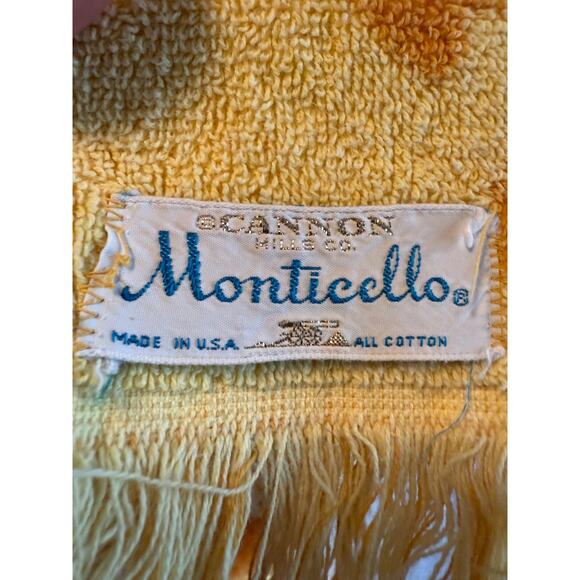 ®CANNON
MILLS CO.
Monticello®
MADE IN U.S.A. ALL COTTON